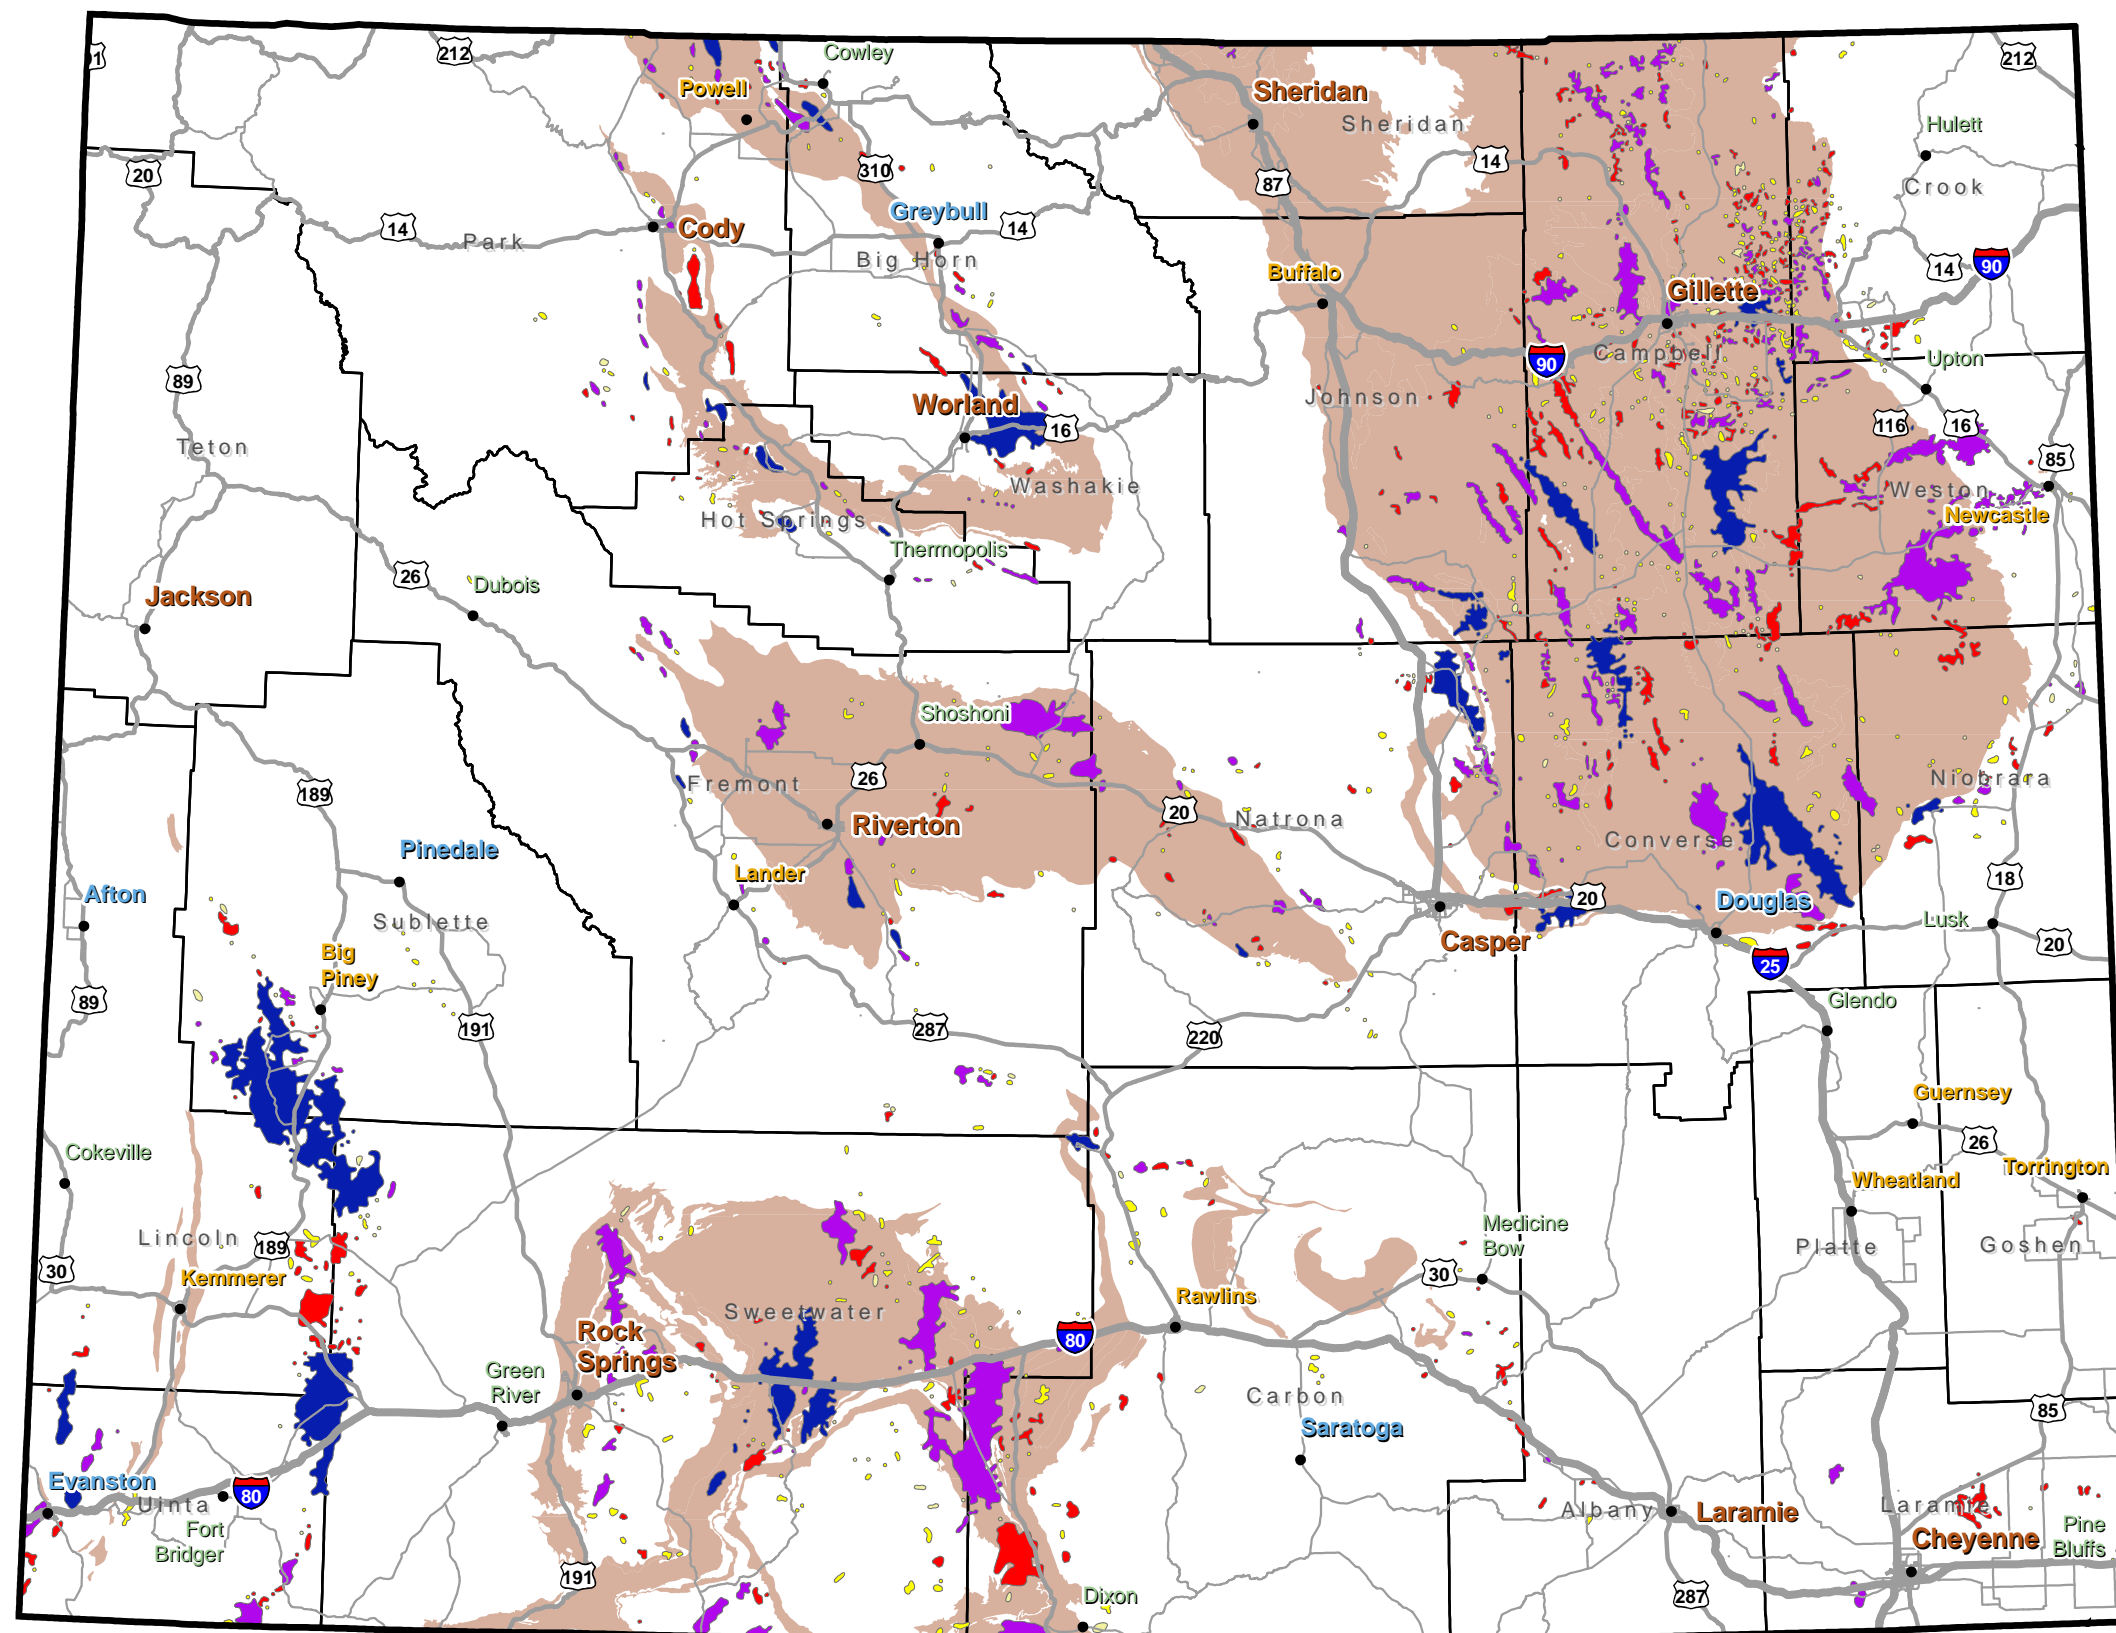 1
212
Cowley
Powell
Sheridan
212
Sheridan
Hulett
20
310
14
87
Crook
Greybull
14
14
Cody
Park
Big Horn
14
90
Buffalo
Gillette
90
Campbell
Upton
89
Johnson
Worland
16
116
16
Teton
85
Washakie
Weston
Hot Springs
Newcastle
Thermopolis
26
Dubois
Jackson
Shoshoni
189
Fremont
26
Niobrara
20
Natrona
Riverton
Converse
Pinedale
Lander
18
Afton
20
Douglas
Sublette
Lusk
Big
Piney
Casper
20
25
89
Glendo
191
287
220
Guernsey
Cokeville
26
Torrington
Wheatland
Medicine
Bow
Lincoln
189
Platte
Goshen
30
Kemmerer
30
Rawlins
Sweetwater
Rock
Springs
80
Green
River
Carbon
85
Saratoga
Evanston
80
Uinta
Fort
Bridger
Albany
Laramie
Laramie
Cheyenne
Pine
Bluffs
191
Dixon
287